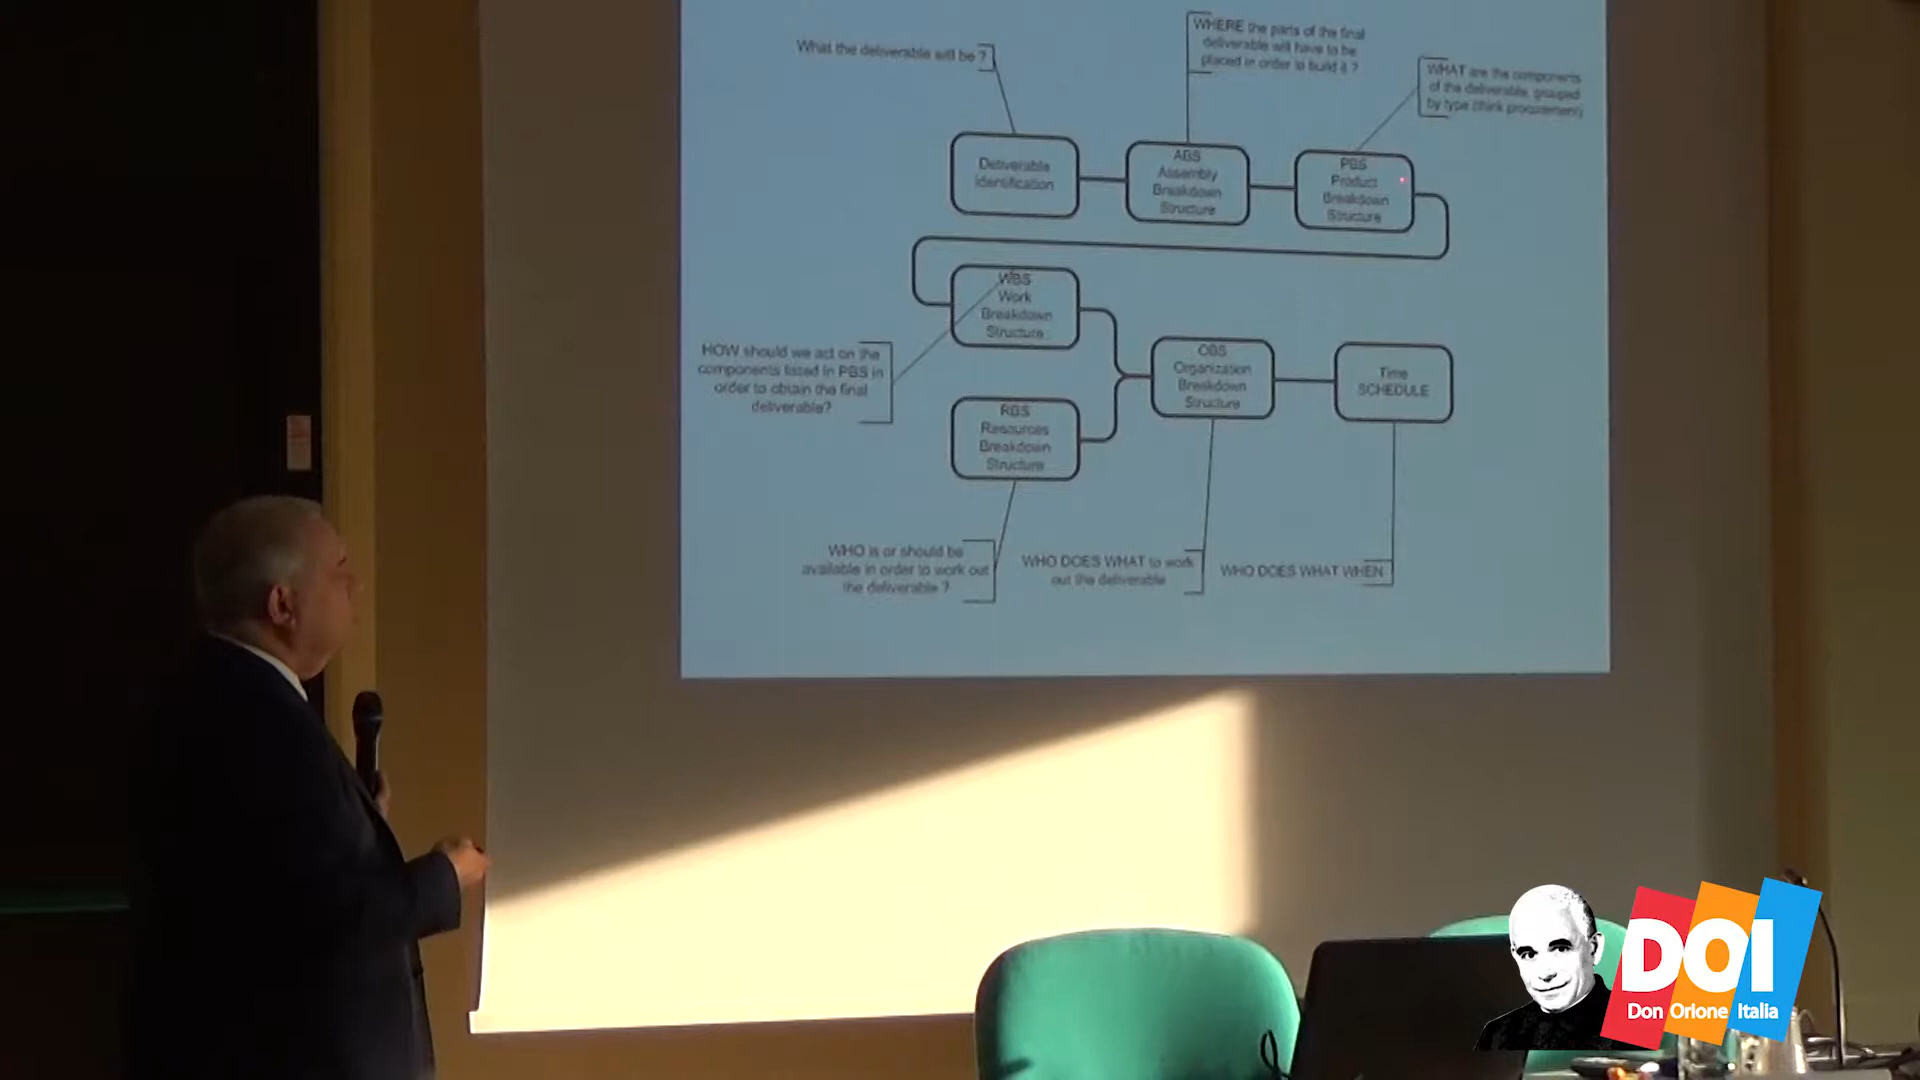 What the deliverable will be ?
WHERE the parts of the final
deliverable will have to be
placed in order to build it ?
WHAT are the components
of the deliverable, grouped
by type (think procurement)
Deliverable
Identification
ABS
Assembly
Breakdown
Structure
PBS
Product
Breakdown
Structure
WBS
Work
Breakdown
Structure
HOW should we act on the
components listed in PBS in
order to obtain the final
deliverable?
RBS
Resources
Breakdown
Structure
OBS
Organization
Breakdown
Structure
Time
SCHEDULE
WHO is or should be
available in order to work out
the deliverable ?
WHO DOES WHAT to work
out the deliverable
WHO DOES WHAT WHEN
DOI
Don Orione Italia